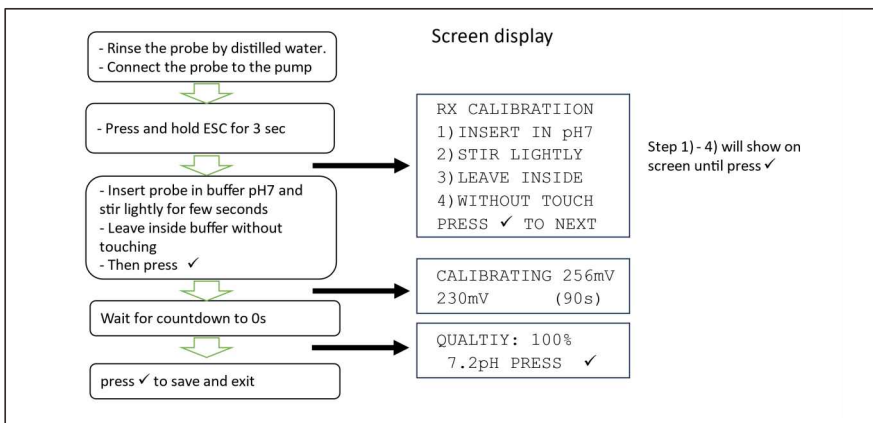 Screen display
- Rinse the probe by distilled water.
- Connect the probe to the pump
- Press and hold ESC for 3 sec
RX CALIBRATIION
1)INSERT IN pH7
2)STIR LIGHTLY
3)LEAVE INSIDE
4)WITHOUT TOUCH
PRESS ✓ TO NEXT
Step 1) - 4) will show on
screen until press ✓
- Insert probe in buffer pH7 and
stir lightly for few seconds
- Leave inside buffer without
touching
- Then press ✓
CALIBRATING 256mV
230mV (90s)
Wait for countdown to 0s
QUALTIY: 100%
7.2pH PRESS ✓
press ✓ to save and exit